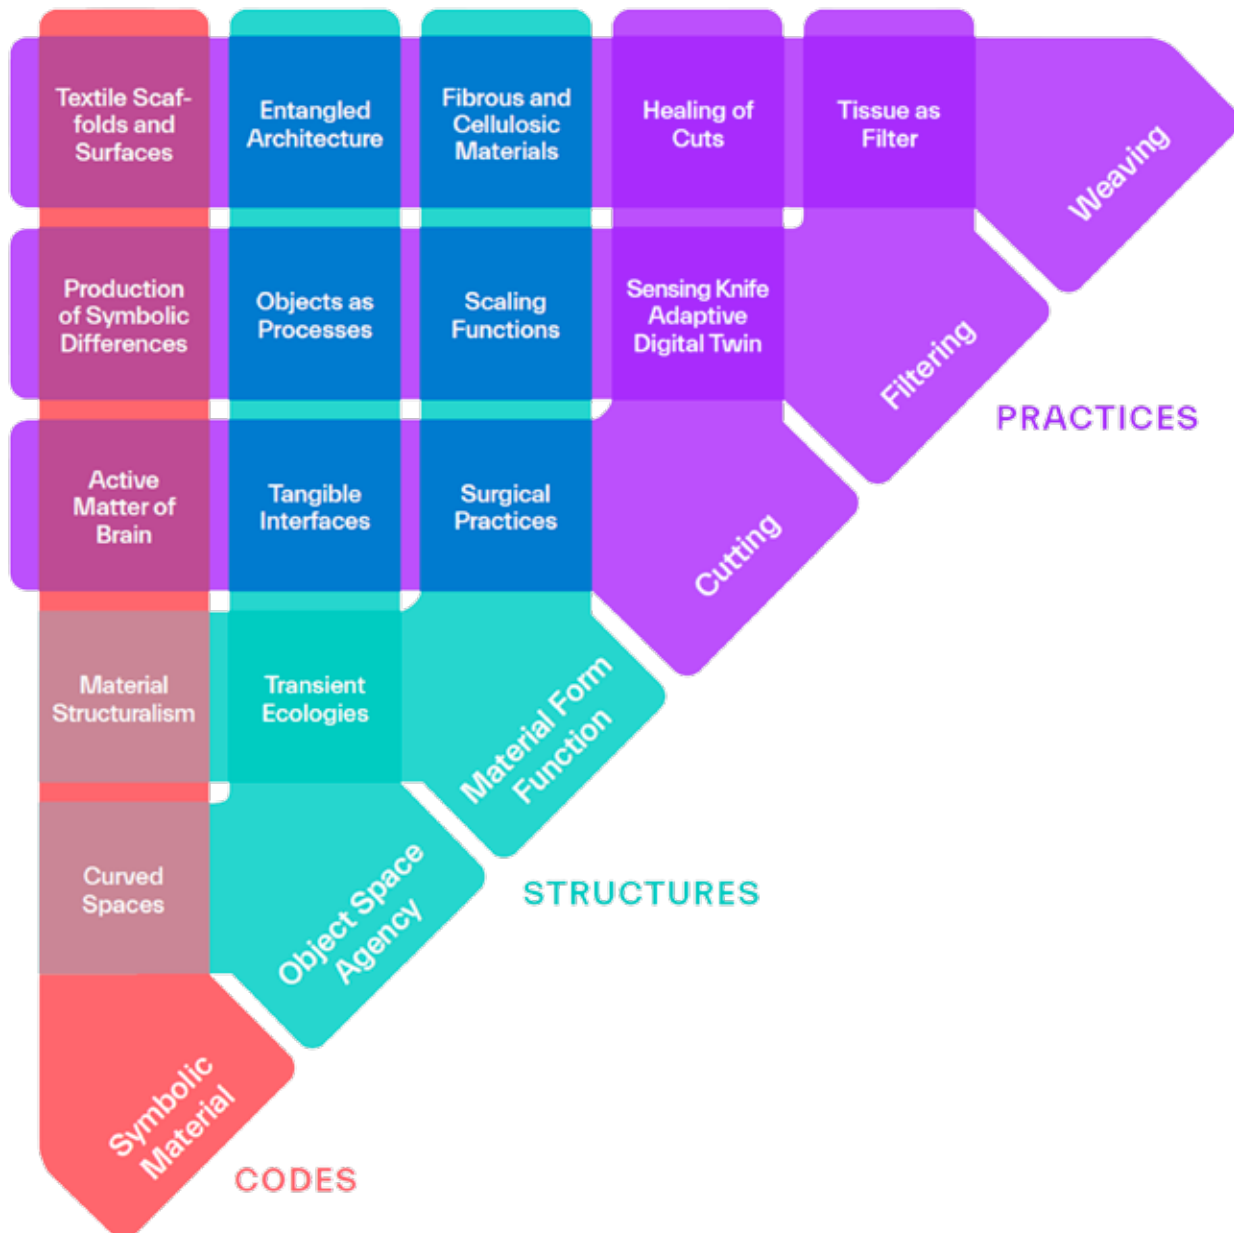 Textile Scaf-
folds and
Surfaces
Entangled
Architecture
Fibrous and
Cellulosic
Materials
Healing of
Cuts
Tissue as
Filter
Weaving
Production
of Symbolic
Differences
Objects as
Processes
Scaling
Functions
Sensing Knife
Adaptive
Digital Twin
Filtering
PRACTICES
Active
Matter of
Brain
Tangible
Interfaces
Surgical
Practices
Cutting
Material
Structuralism
Transient
Ecologies
Material Form
Function
Curved
Spaces
Object Space
Agency
STRUCTURES
Symbolic
Material
CODES